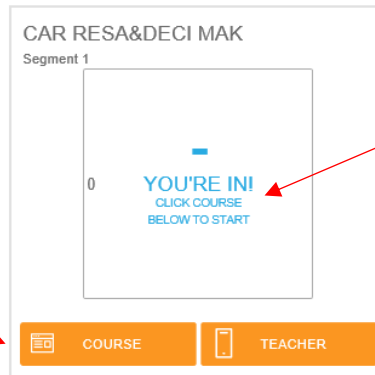 CAR RESA&DECI MAK
Segment 1
-
0
YOU'RE IN!
CLICK COURSE
BELOW TO START
COURSE
TEACHER